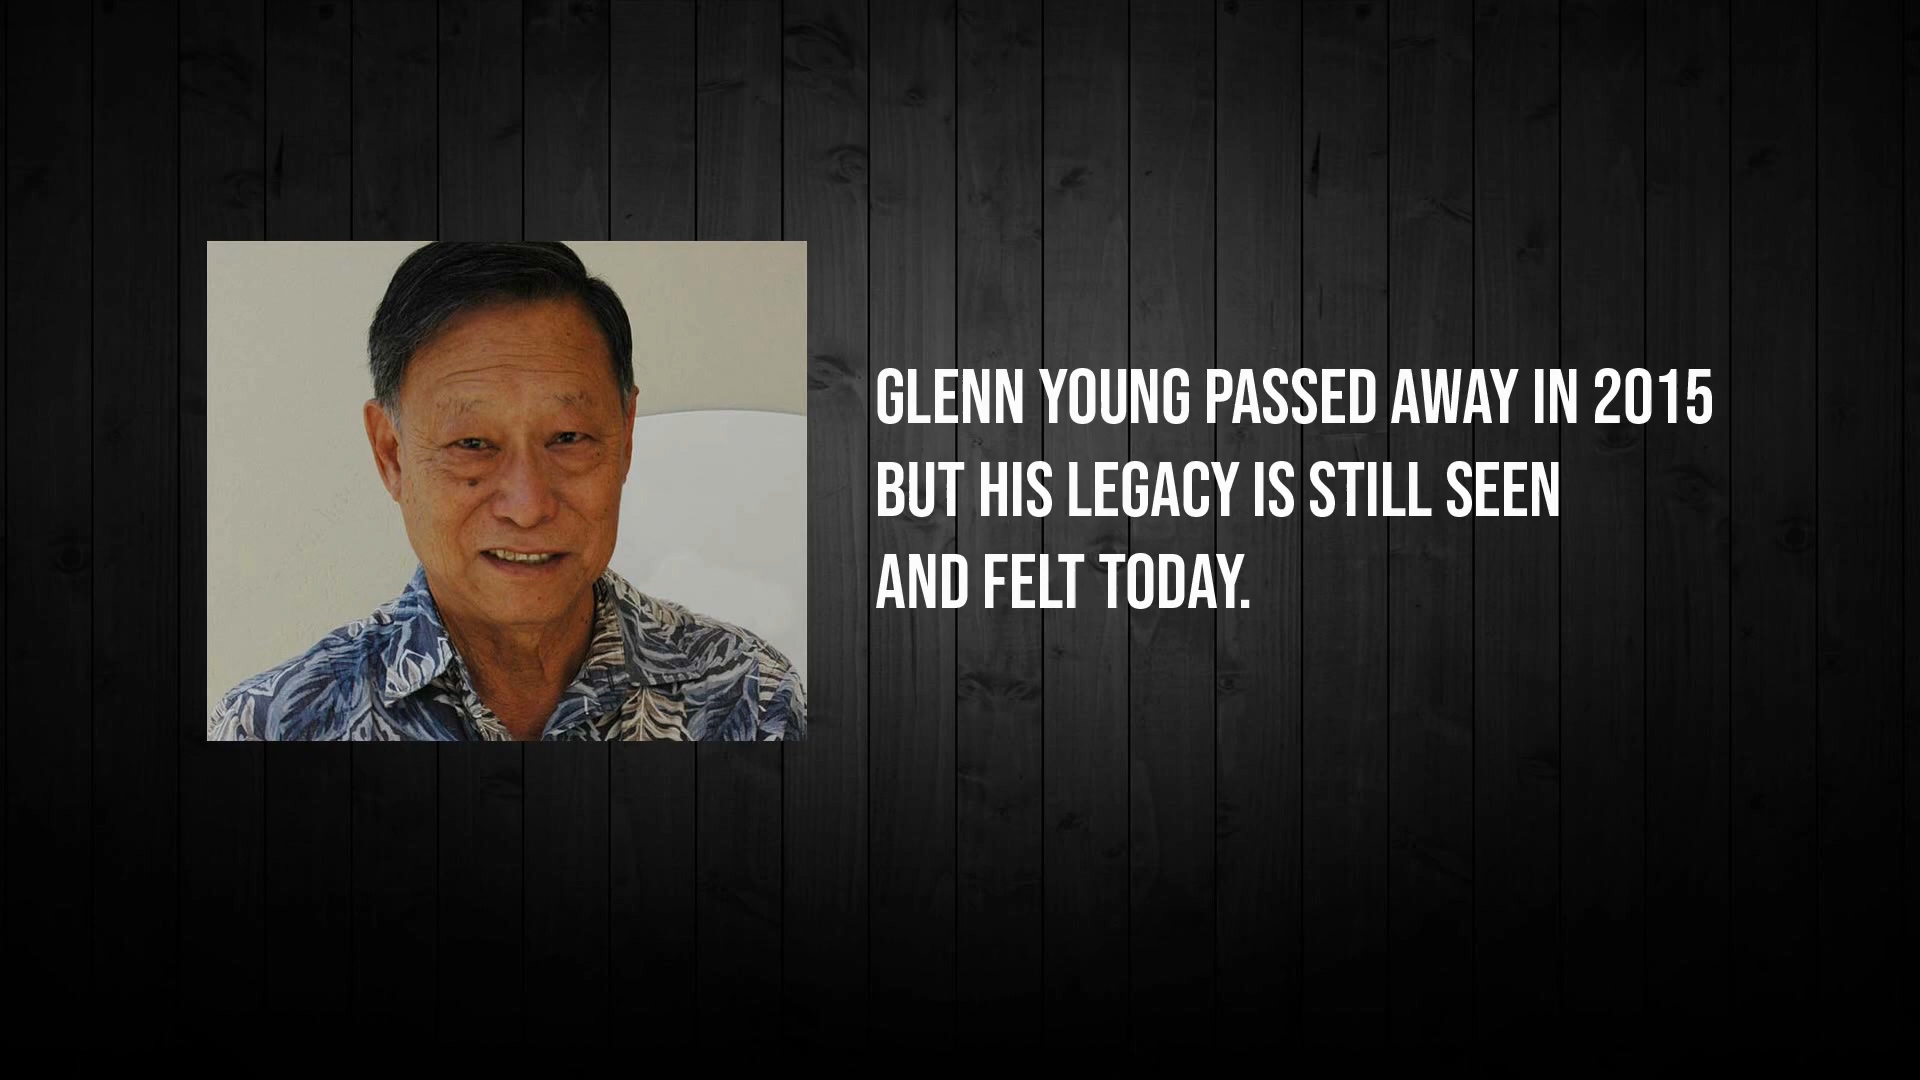 GLENN YOUNG PASSED AWAY IN 2015
BUT HIS LEGACY IS STILL SEEN
AND FELT TODAY.